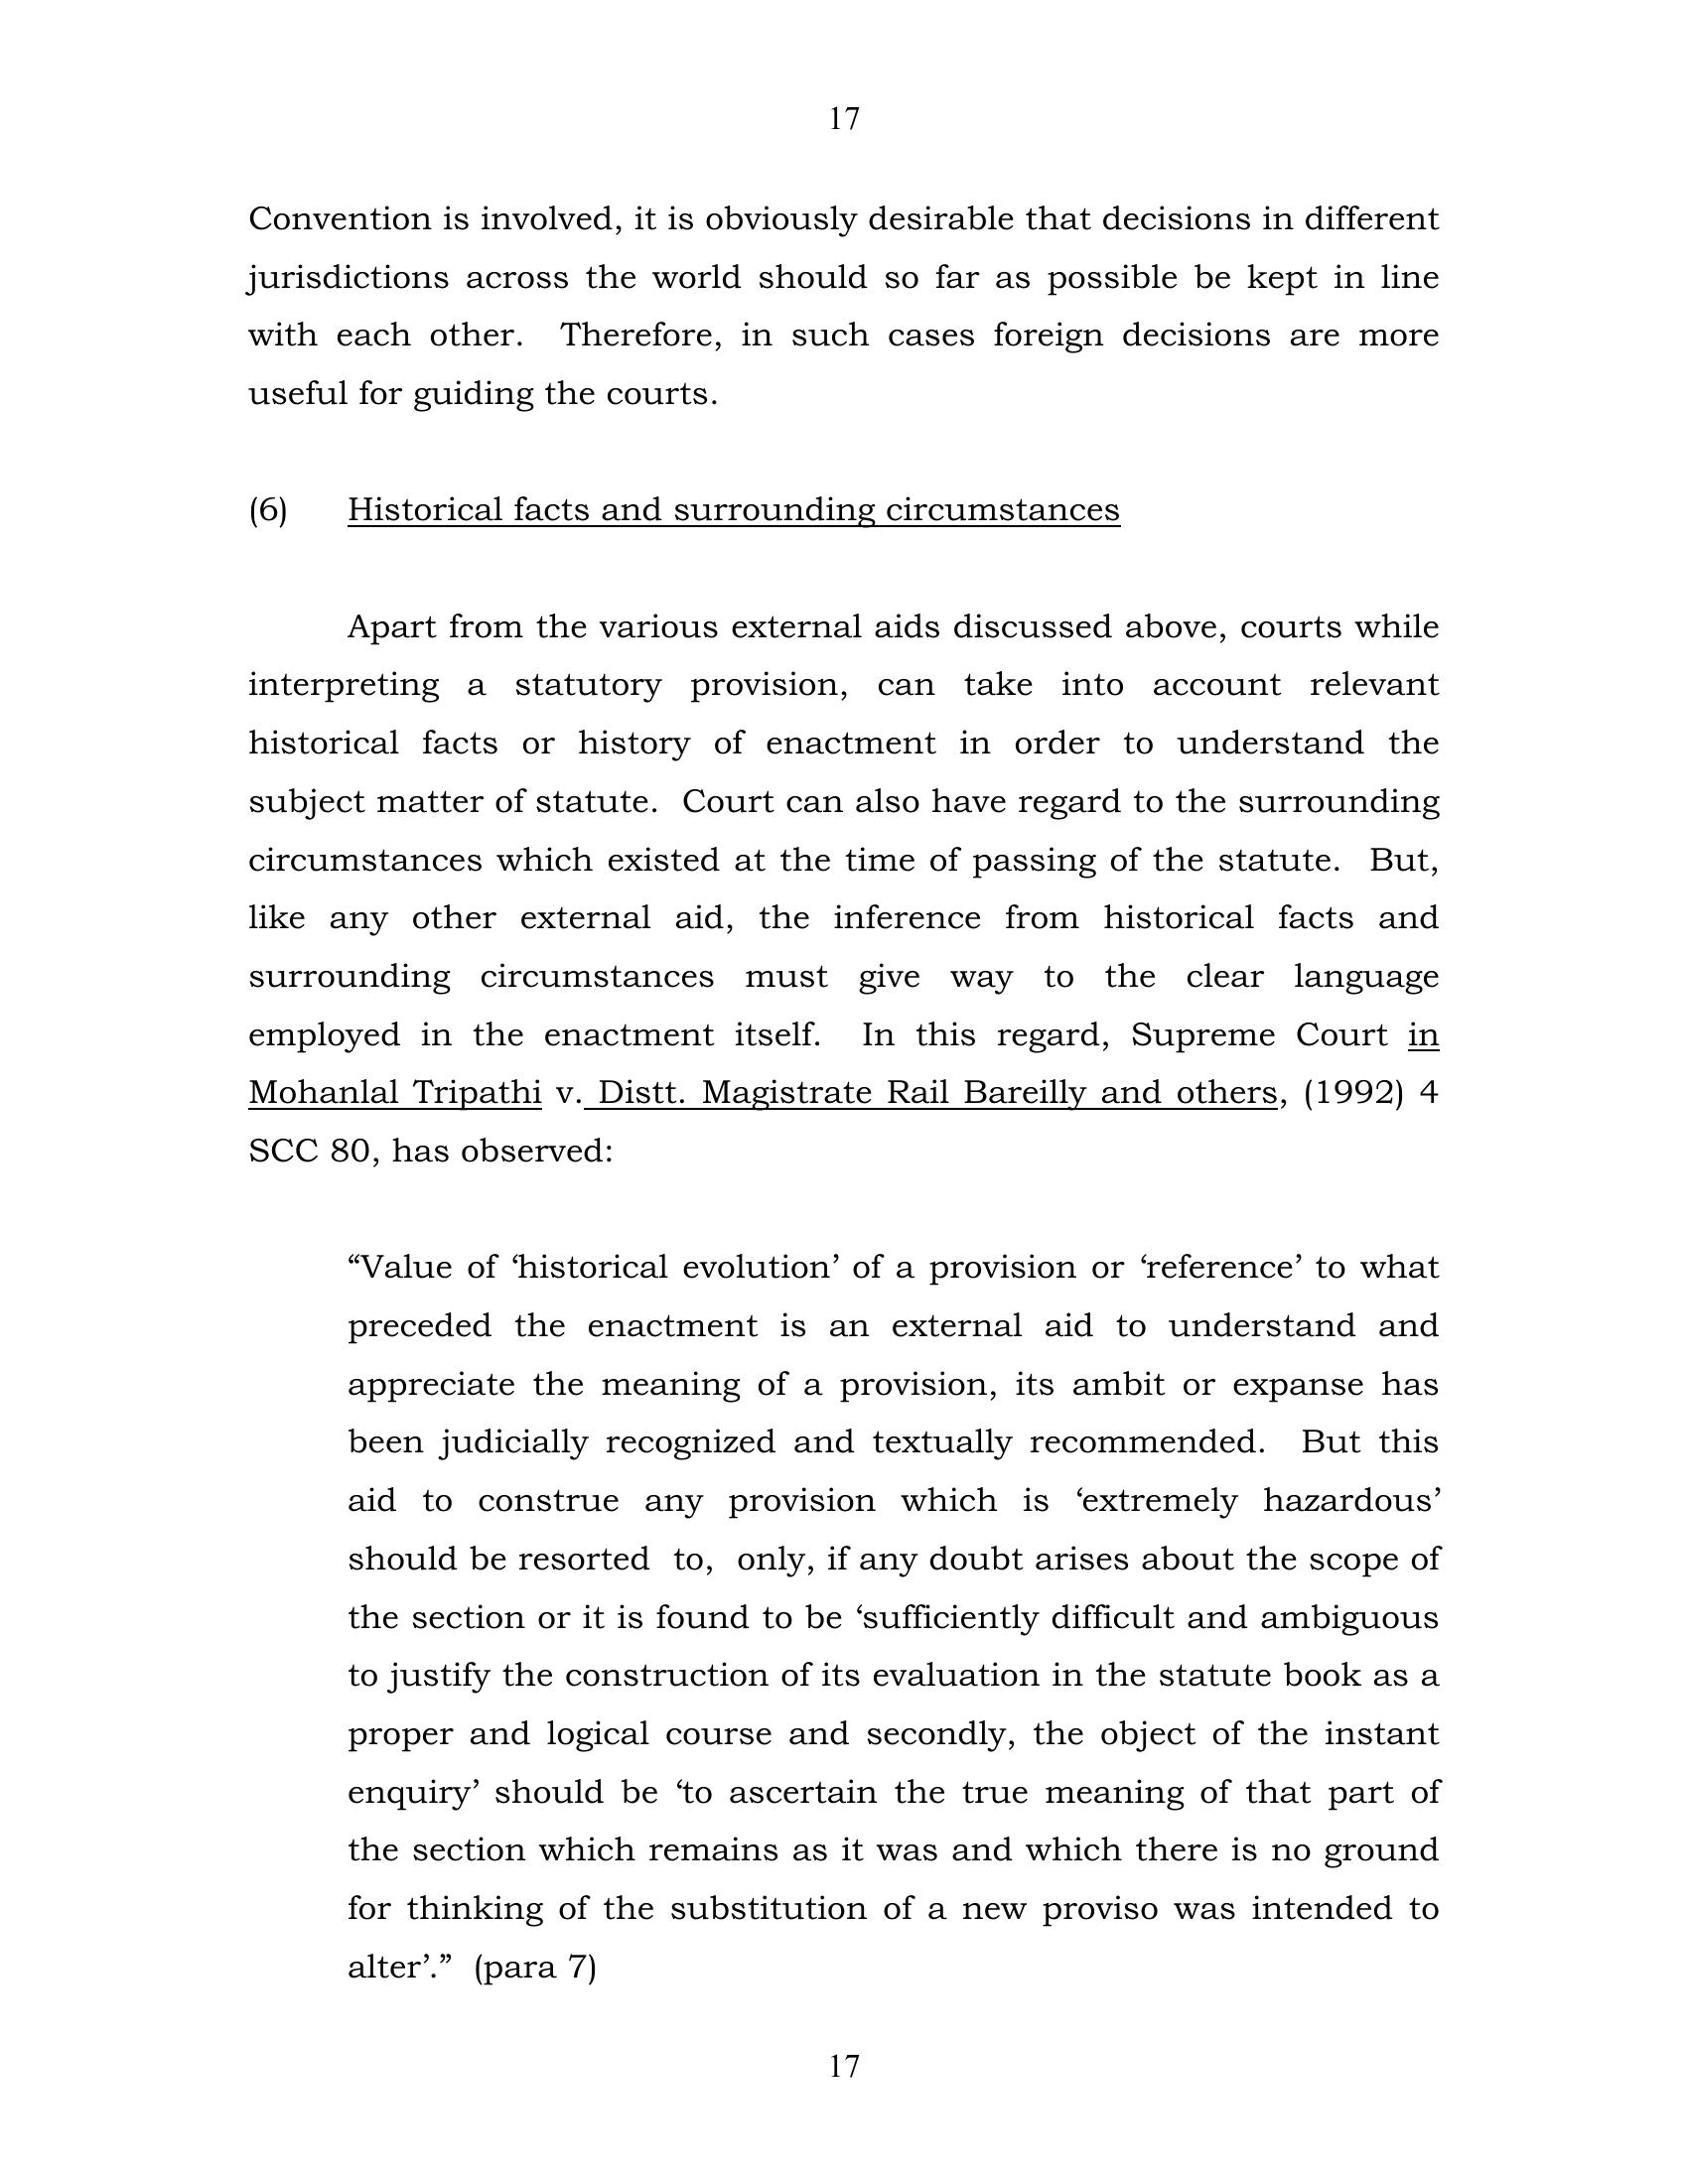 17
Convention is involved, it is obviously desirable that decisions in different
jurisdictions across the world should so far as possible be kept in line
with each other.  Therefore, in such cases foreign decisions are more
useful for guiding the courts.
(6) Historical facts and surrounding circumstances
Apart from the various external aids discussed above, courts while
interpreting a statutory provision, can take into account relevant
historical facts or history of enactment in order to understand the
subject matter of statute.  Court can also have regard to the surrounding
circumstances which existed at the time of passing of the statute.  But,
like any other external aid, the inference from historical facts and
surrounding circumstances must give way to the clear language
employed in the enactment itself.  In this regard, Supreme Court in
Mohanlal Tripathi v. Distt. Magistrate Rail Bareilly and others, (1992) 4
SCC 80, has observed:
“Value of ‘historical evolution’ of a provision or ‘reference’ to what
preceded the enactment is an external aid to understand and
appreciate the meaning of a provision, its ambit or expanse has
been judicially recognized and textually recommended.  But this
aid to construe any provision which is ‘extremely hazardous’
should be resorted  to,  only, if any doubt arises about the scope of
the section or it is found to be ‘sufficiently difficult and ambiguous
to justify the construction of its evaluation in the statute book as a
proper and logical course and secondly, the object of the instant
enquiry’ should be ‘to ascertain the true meaning of that part of
the section which remains as it was and which there is no ground
for thinking of the substitution of a new proviso was intended to
alter’.”  (para 7)
17